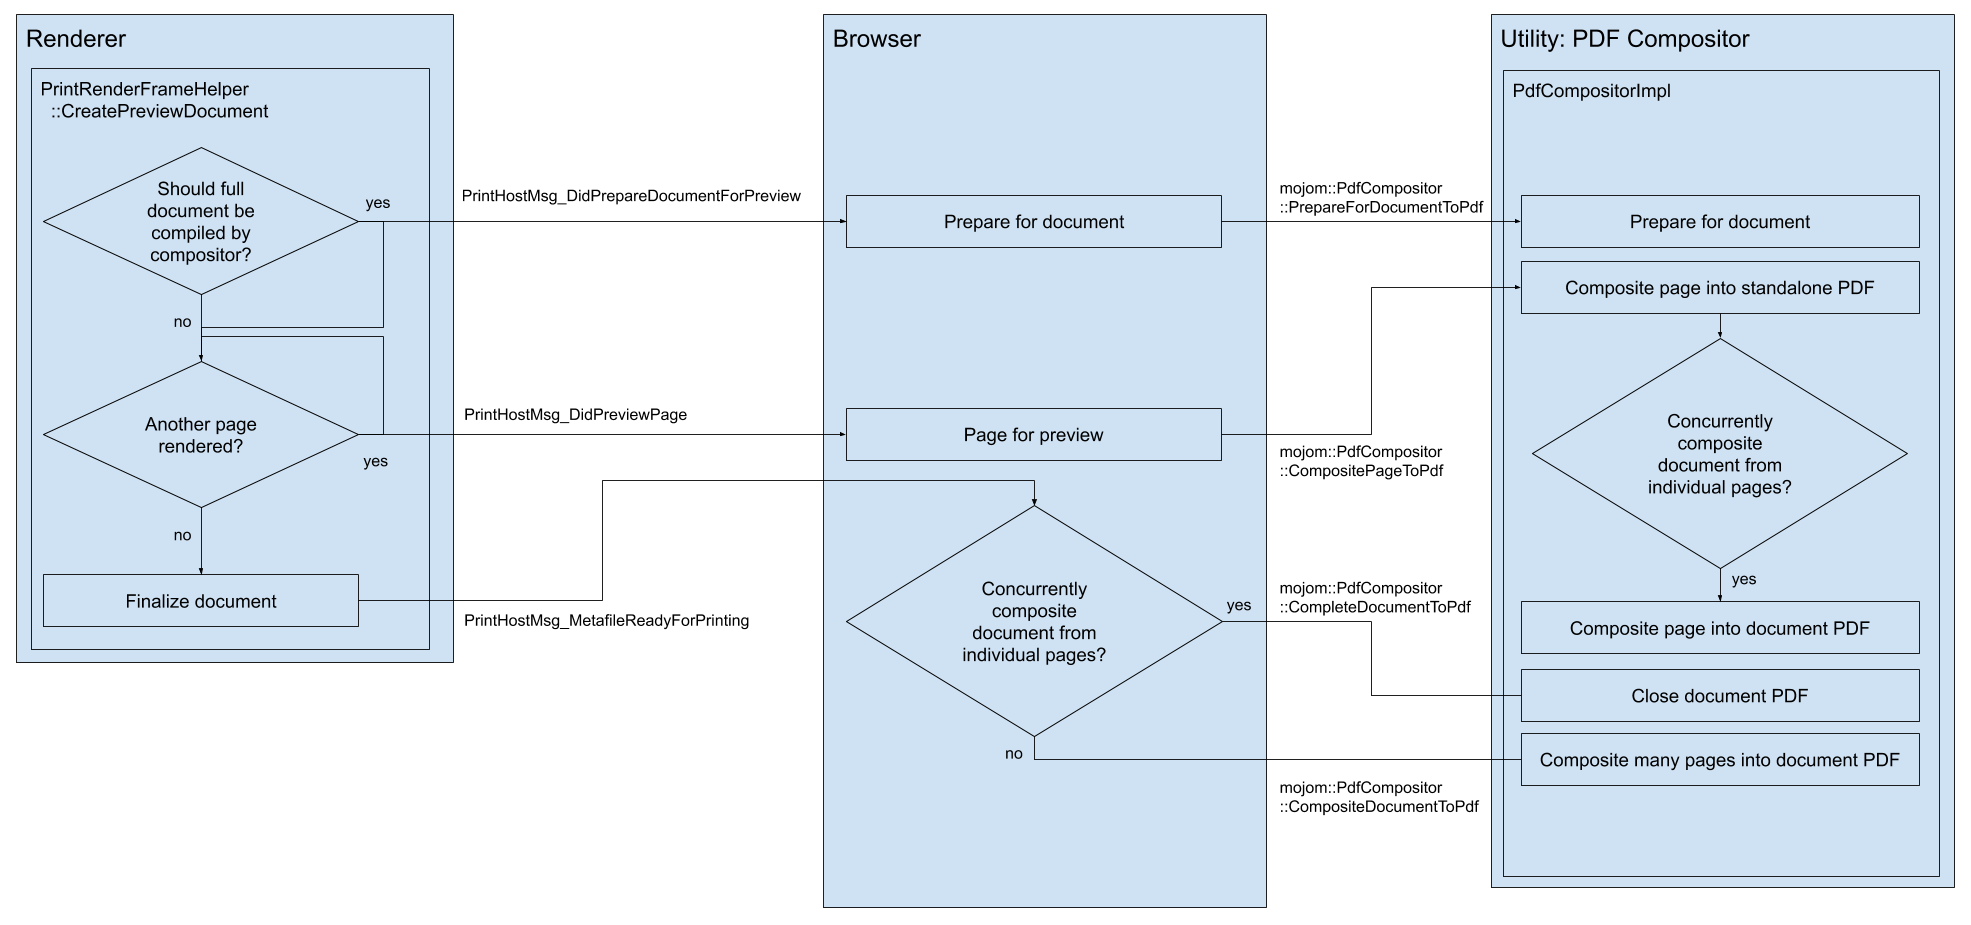 Renderer
PrintRenderFrameHelper
::CreatePreviewDocument
Should full
document be
compiled by
compositor?
yes
no
Another page
rendered?
yes
no
Finalize document
PrintHostMsg_DidPrepareDocumentForPreview
PrintHostMsg_DidPreviewPage
PrintHostMsg_MetafileReadyForPrinting
Browser
Prepare for document
Page for preview
Concurrently
composite
document from
individual pages?
yes
no
mojom::PdfCompositor
::PrepareForDocumentToPdf
mojom::PdfCompositor
::CompositePageToPdf
mojom::PdfCompositor
::CompleteDocumentToPdf
mojom::PdfCompositor
::CompositeDocumentToPdf
Utility: PDF Compositor
PdfCompositorImpl
Prepare for document
Composite page into standalone PDF
Concurrently
composite
document from
individual pages?
yes
Composite page into document PDF
Close document PDF
Composite many pages into document PDF